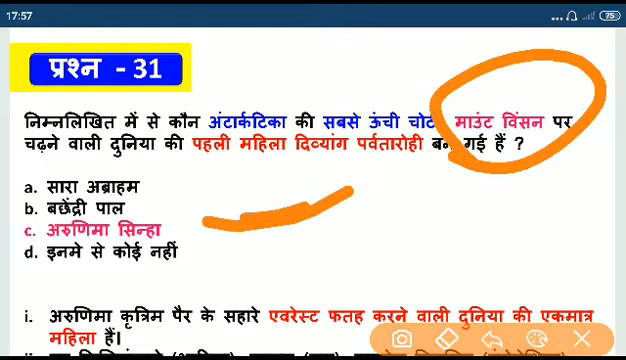 17:57
75
प्रश्न - 31
निम्नलिखित में से कौन अंटार्कटिका की सबसे ऊंची चोटी माउंट विंसन पर
चढ़ने वाली दुनिया की पहली महिला दिव्यांग पर्वतारोही बन गई हैं ?
a. सारा अब्राहम
b. बछेंद्री पाल
c. अरुणिमा सिन्हा
d. इनमे से कोई नहीं
i. अरुणिमा कृत्रिम पैर के सहारे एवरेस्ट फतह करने वाली दुनिया की एकमात्र
महिला हैं।